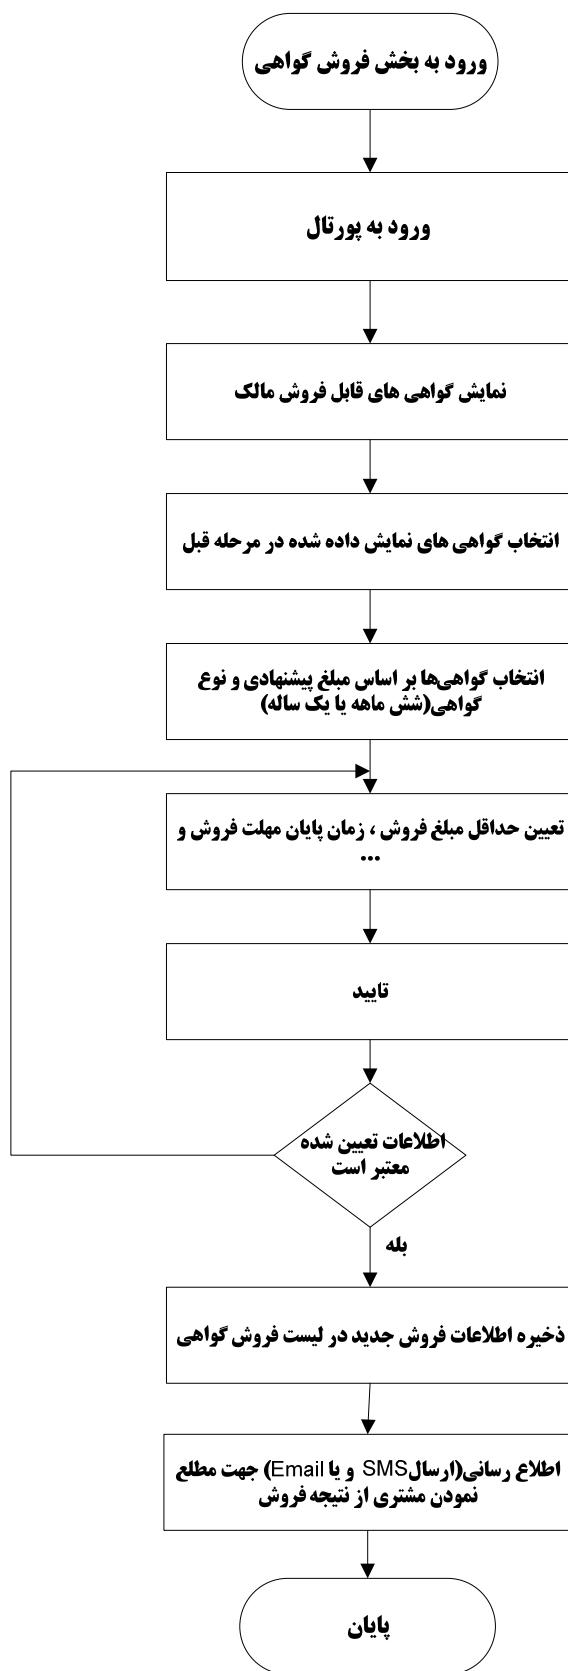 ورود به بخش فروش گواهی
ورود به پورتال
نمایش گواهی های قابل فروش مالک
انتخاب گواهی های نمایش داده شده در مرحله قبل
انتخاب گواهی‌ها بر اساس مبلغ پیشنهادی و نوع
گواهی(شش ماهه یا یک ساله)
تعیین حداقل مبلغ فروش ، زمان پایان مهلت فروش و
...
تایید
اطلاعات تعیین شده
معتبر است
بله
ذخیره اطلاعات فروش جدید در لیست فروش گواهی
اطلاع رسانی(ارسالSMS و یا Email) جهت مطلع
نمودن مشتری از نتیجه فروش
پایان